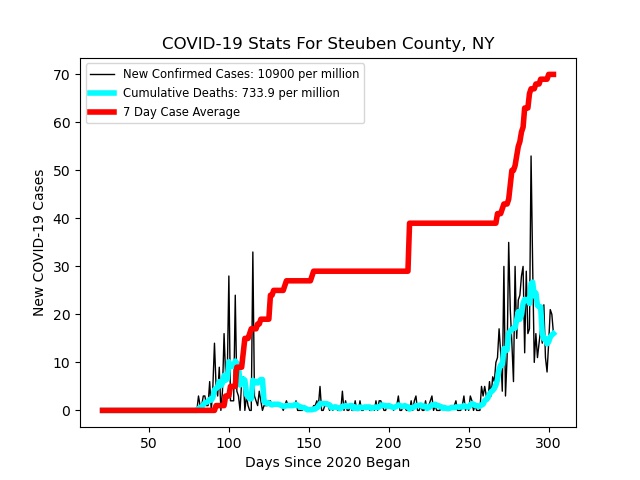 COVID-19 Stats For Steuben County, NY
New Confirmed Cases: 10900 per million
Cumulative Deaths: 733.9 per million
7 Day Case Average
New COVID-19 Cases
70
60
50
40
30
20
10
0
50 100 150 200 250 300
Days Since 2020 Began